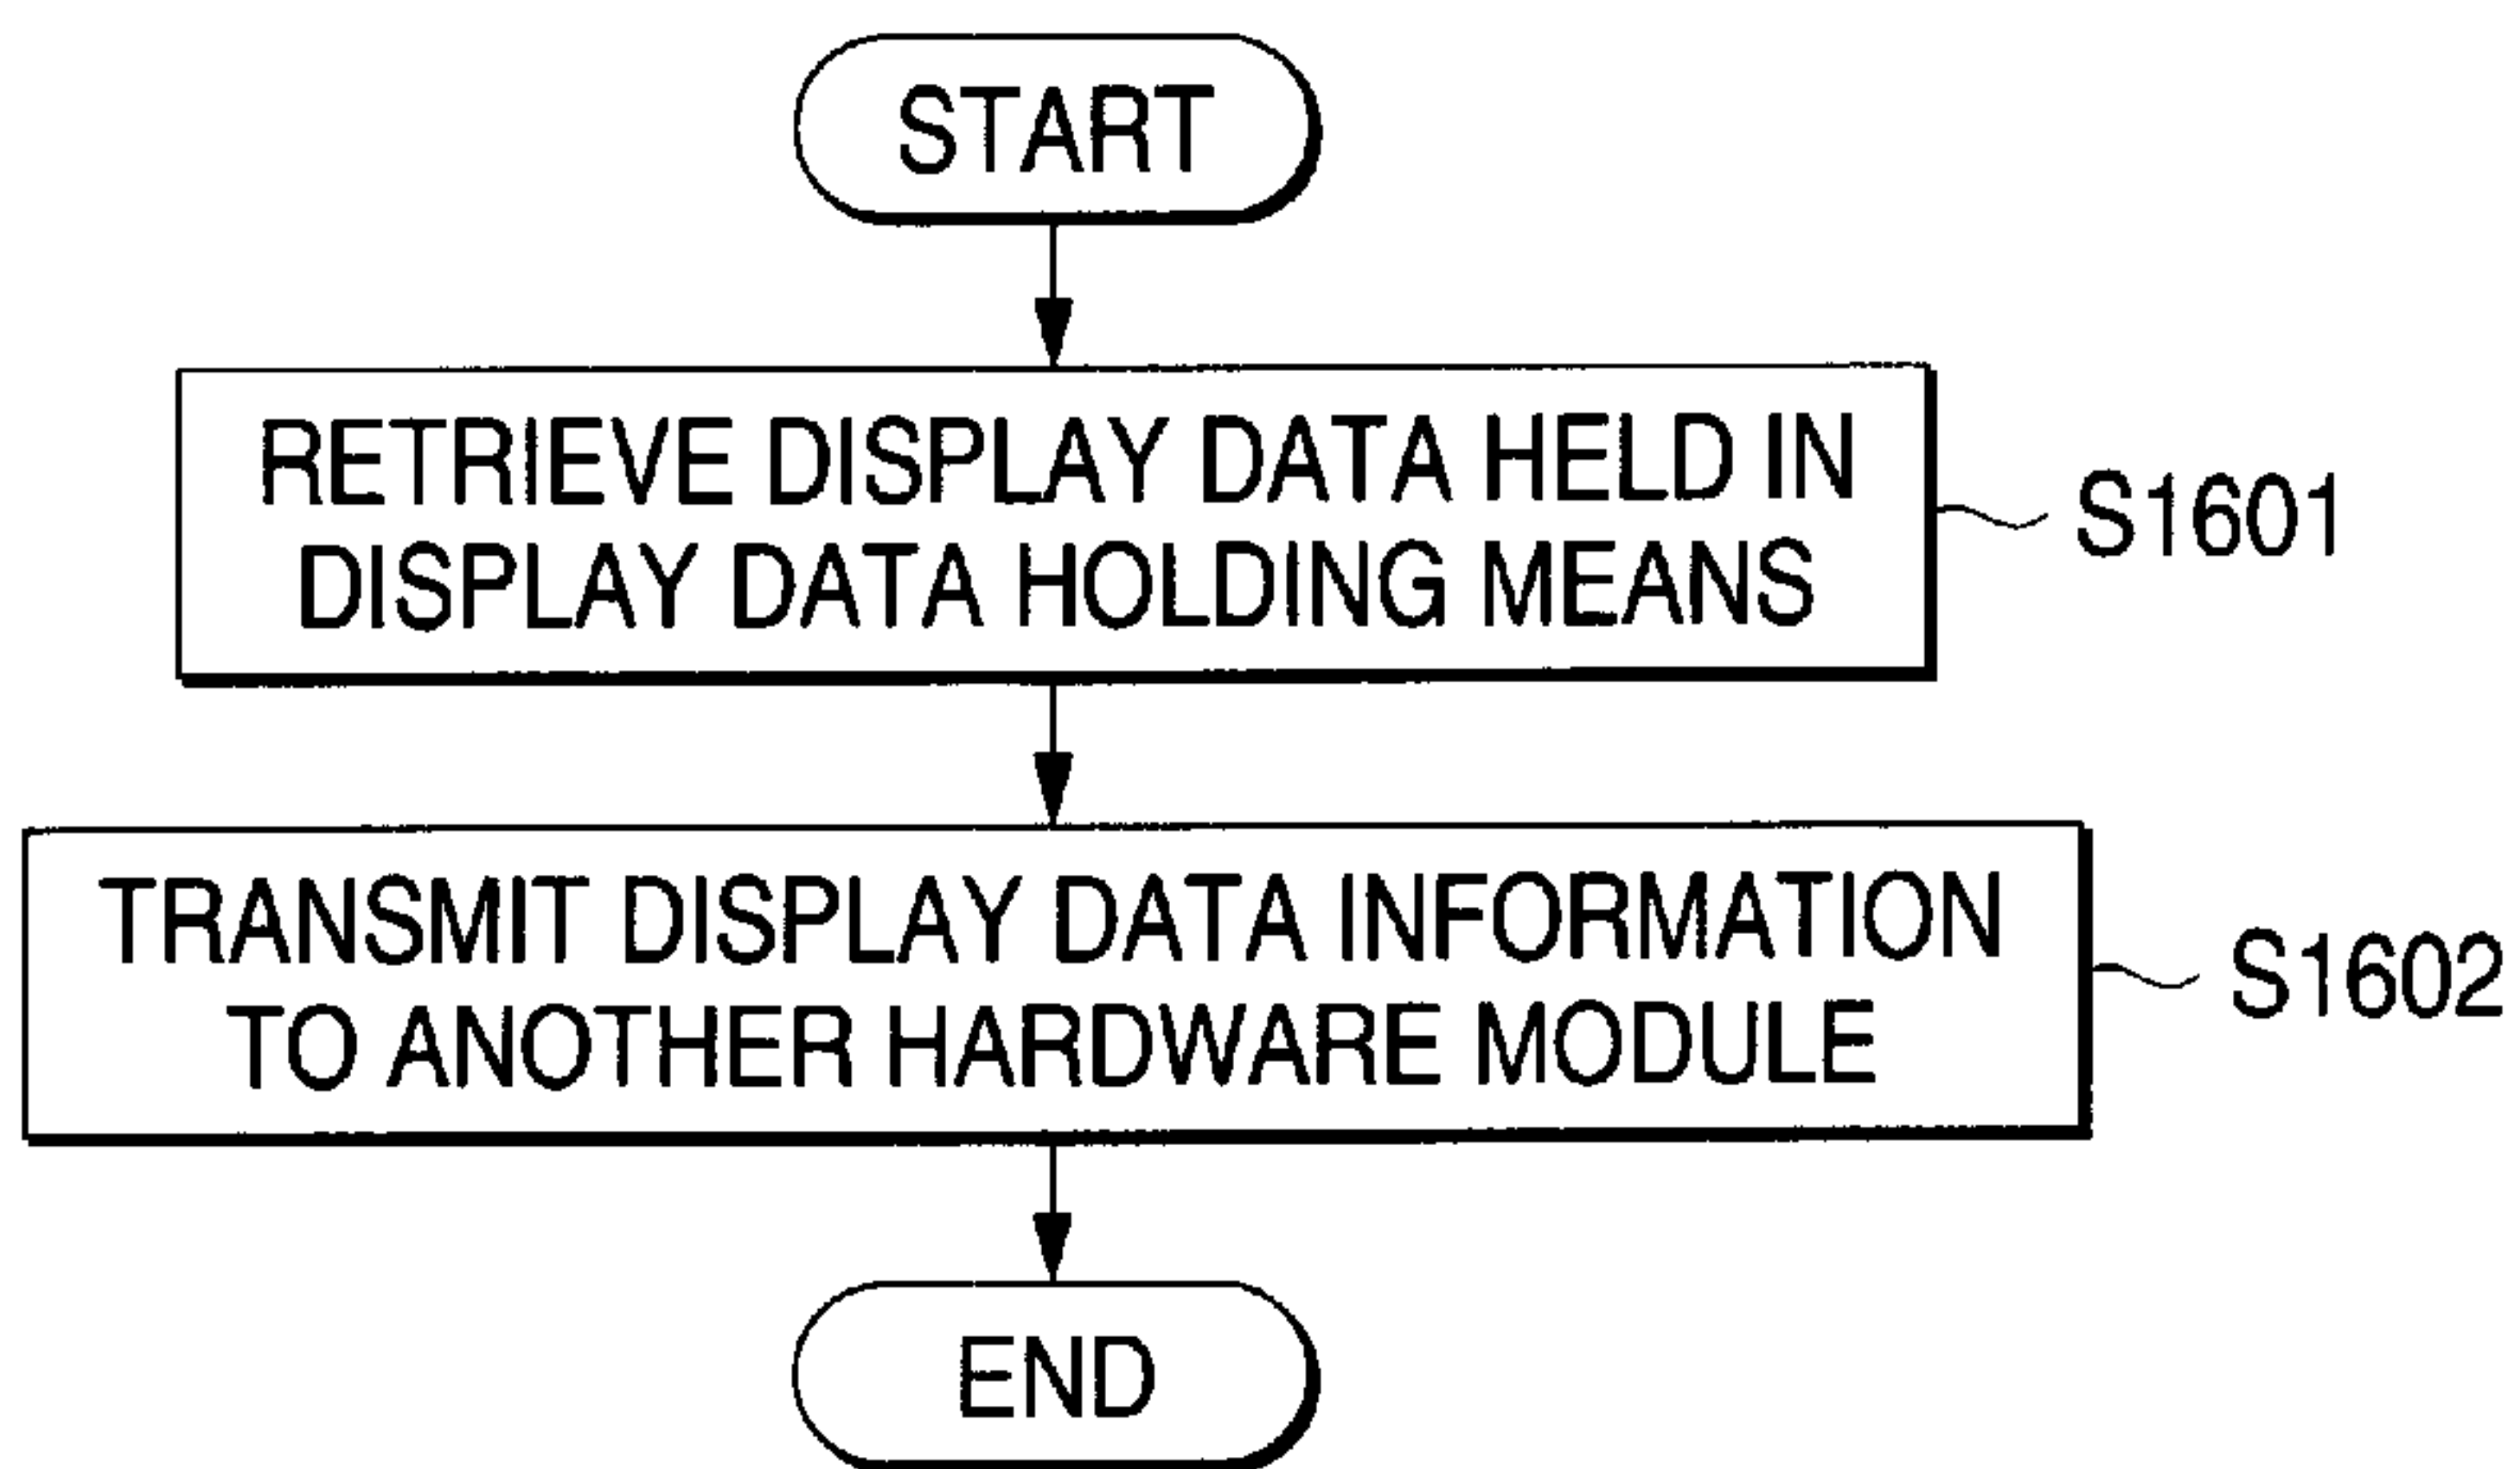 START
RETRIEVE DISPLAY DATA HELD IN
DISPLAY DATA HOLDING MEANS
S1601
TRANSMIT DISPLAY DATA INFORMATION
TO ANOTHER HARDWARE MODULE
S1602
END